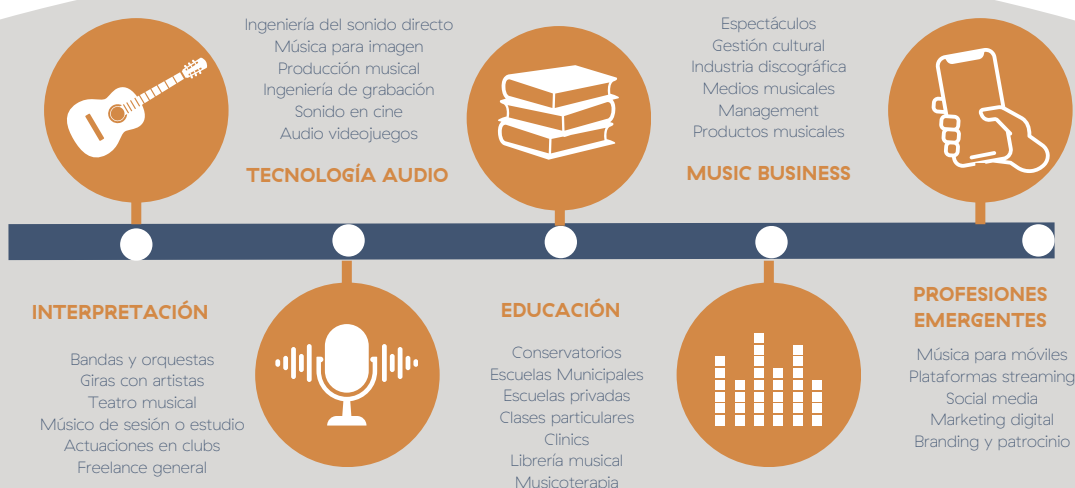 Ingeniería del sonido directo
Música para imagen
Producción musical
Ingeniería de grabación
Sonido en cine
Audio videojuegos
TECNOLOGÍA AUDIO
Espectáculos
Gestión cultural
Industria discográfica
Medios musicales
Management
Productos musicales
MUSIC BUSINESS
INTERPRETACIÓN
Bandas y orquestas
Giras con artistas
Teatro musical
Músico de sesión o estudio
Actuaciones en clubs
Freelance general
EDUCACIÓN
Conservatorios
Escuelas Municipales
Escuelas privadas
Clases particulares
Clinics
Librería musical
Musicoterapia
PROFESIONES
EMERGENTES
Música para móviles
Plataformas streaming
Social media
Marketing digital
Branding y patrocinio